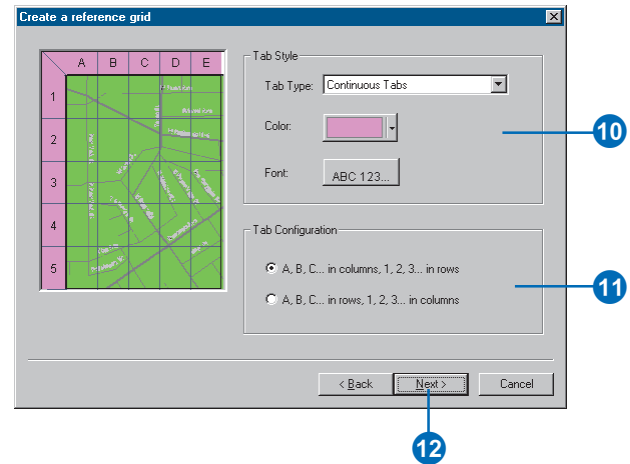 Create a reference grid
A B C D E
1
2
3
4
5
Tab Style
Tab Type: Continuous Tabs
Color:
Font: ABC 123...
10
Tab Configuration
A, B, C... in columns, 1, 2, 3... in rows
A, B, C... in rows, 1, 2, 3... in columns
11
< Back Next > Cancel
12